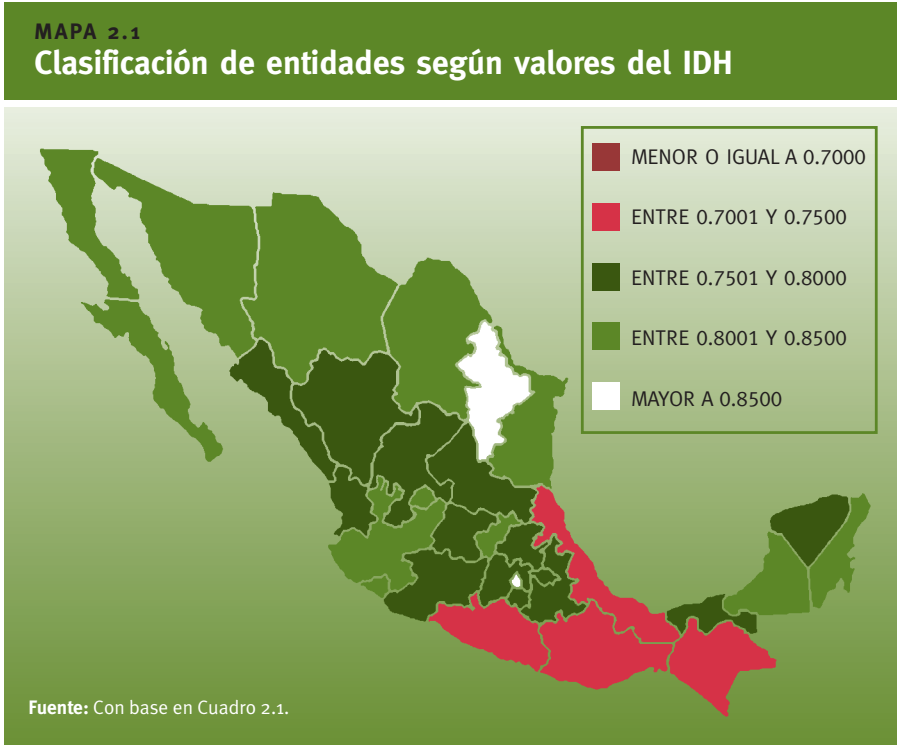 MAPA 2.1
Clasificación de entidades según valores del IDH
MENOR O IGUAL A 0.7000
ENTRE 0.7001 Y 0.7500
ENTRE 0.7501 Y 0.8000
ENTRE 0.8001 Y 0.8500
MAYOR A 0.8500
Fuente: Con base en Cuadro 2.1.